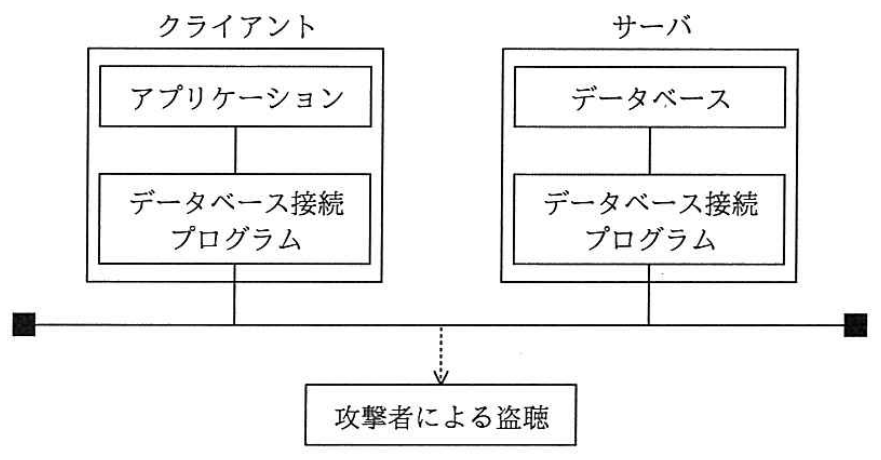 クライアント
サーバ
アプリケーション
データベース
データベース接続
プログラム
データベース接続
プログラム
攻撃者による盗聴